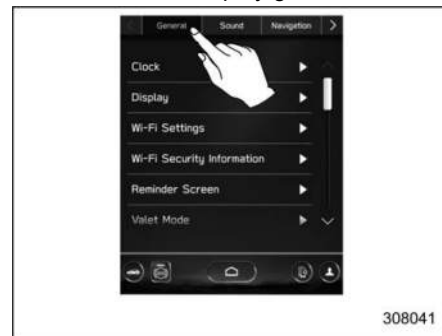 General Sound Navigation
Clock
Display
Wi-Fi Settings
Wi-Fi Security Information
Reminder Screen
Valet Mode
308041